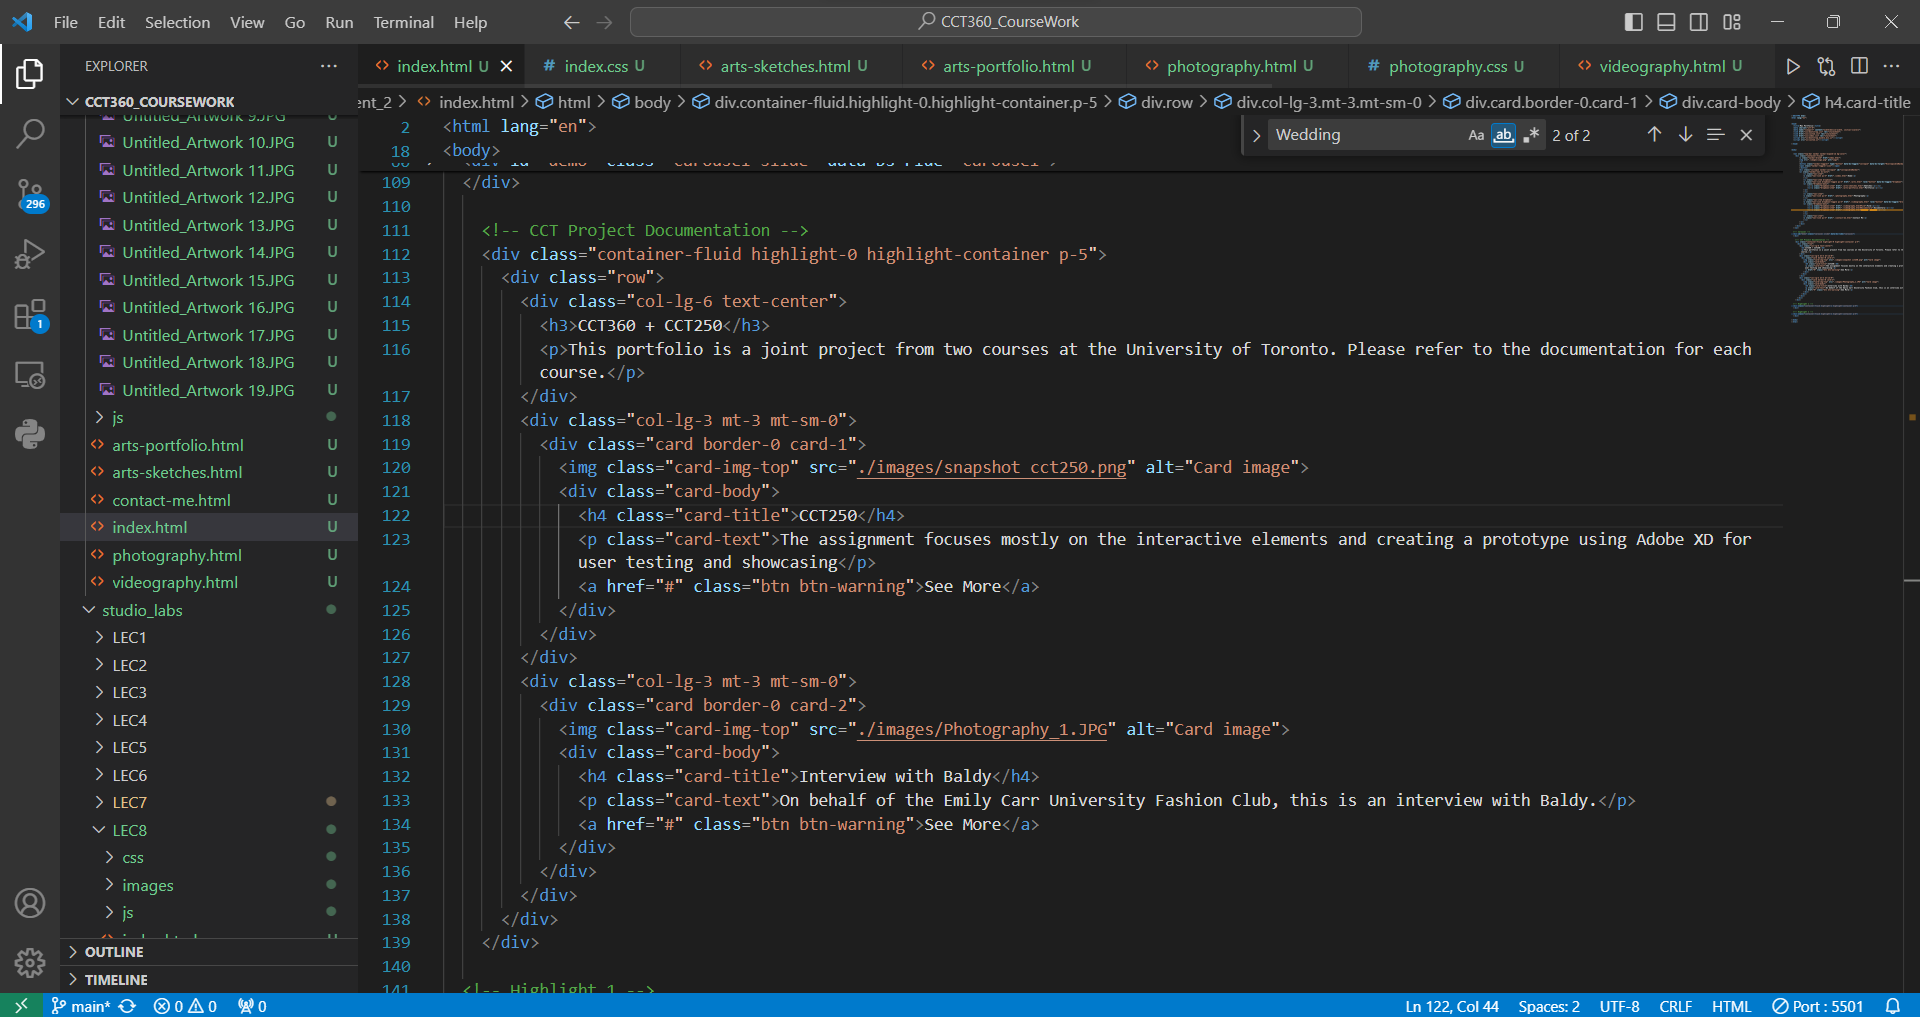 File Edit Selection View Go Run Terminal Help
CCT360_CourseWork
EXPLORER
index.html U
index.css U
arts-sketches.html U
arts-portfolio.html U
photography.html U
photography.css U
videography.html U
CCT360_COURSEWORK
ent_2 > index.html > html > body > div.container-fluid.highlight-0.highlight-container.p-5 > div.row > div.col-lg-3.mt-3.mt-sm-0 > div.card.border-0.card-1 > div.card-body > h4.card-title
Wedding Aa ab 2 of 2
296
1
Untitled_Artwork 9.JPG
Untitled_Artwork 10.JPG U
Untitled_Artwork 11.JPG U
Untitled_Artwork 12.JPG U
Untitled_Artwork 13.JPG U
Untitled_Artwork 14.JPG U
Untitled_Artwork 15.JPG U
Untitled_Artwork 16.JPG U
Untitled_Artwork 17.JPG U
Untitled_Artwork 18.JPG U
Untitled_Artwork 19.JPG U
js
arts-portfolio.html U
arts-sketches.html U
contact-me.html U
index.html U
photography.html U
videography.html U
studio_labs
LEC1
LEC2
LEC3
LEC4
LEC5
LEC6
LEC7
LEC8
css
images
js
OUTLINE
TIMELINE
2 <html lang="en">
18 <body>
109 </div>
110
111 <!-- CCT Project Documentation -->
112 <div class="container-fluid highlight-0 highlight-container p-5">
113 <div class="row">
114 <div class="col-lg-6 text-center">
115 <h3>CCT360 + CCT250</h3>
116 <p>This portfolio is a joint project from two courses at the University of Toronto. Please refer to the documentation for each
course.</p>
117 </div>
118 <div class="col-lg-3 mt-3 mt-sm-0">
119 <div class="card border-0 card-1">
120 <img class="card-img-top" src="./images/snapshot cct250.png" alt="Card image">
121 <div class="card-body">
122 <h4 class="card-title">CCT250</h4>
123 <p class="card-text">The assignment focuses mostly on the interactive elements and creating a prototype using Adobe XD for
user testing and showcasing</p>
124 <a href="#" class="btn btn-warning">See More</a>
125 </div>
126 </div>
127 </div>
128 <div class="col-lg-3 mt-3 mt-sm-0">
129 <div class="card border-0 card-2">
130 <img class="card-img-top" src="./images/Photography_1.JPG" alt="Card image">
131 <div class="card-body">
132 <h4 class="card-title">Interview with Baldy</h4>
133 <p class="card-text">On behalf of the Emily Carr University Fashion Club, this is an interview with Baldy.</p>
134 <a href="#" class="btn btn-warning">See More</a>
135 </div>
136 </div>
137 </div>
138 </div>
139 </div>
140
141 <!-- Highlight 1 -->
main* 0 0 0
Ln 122, Col 44 Spaces: 2 UTF-8 CRLF HTML Port : 5501